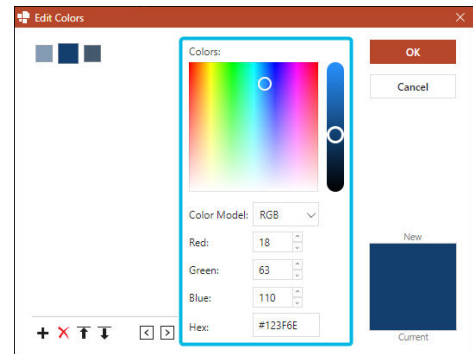 Edit Colors
Colors:
OK
Cancel
Color Model: RGB
Red: 18
Green: 63
Blue: 110
Hex: #123F6E
New
Current